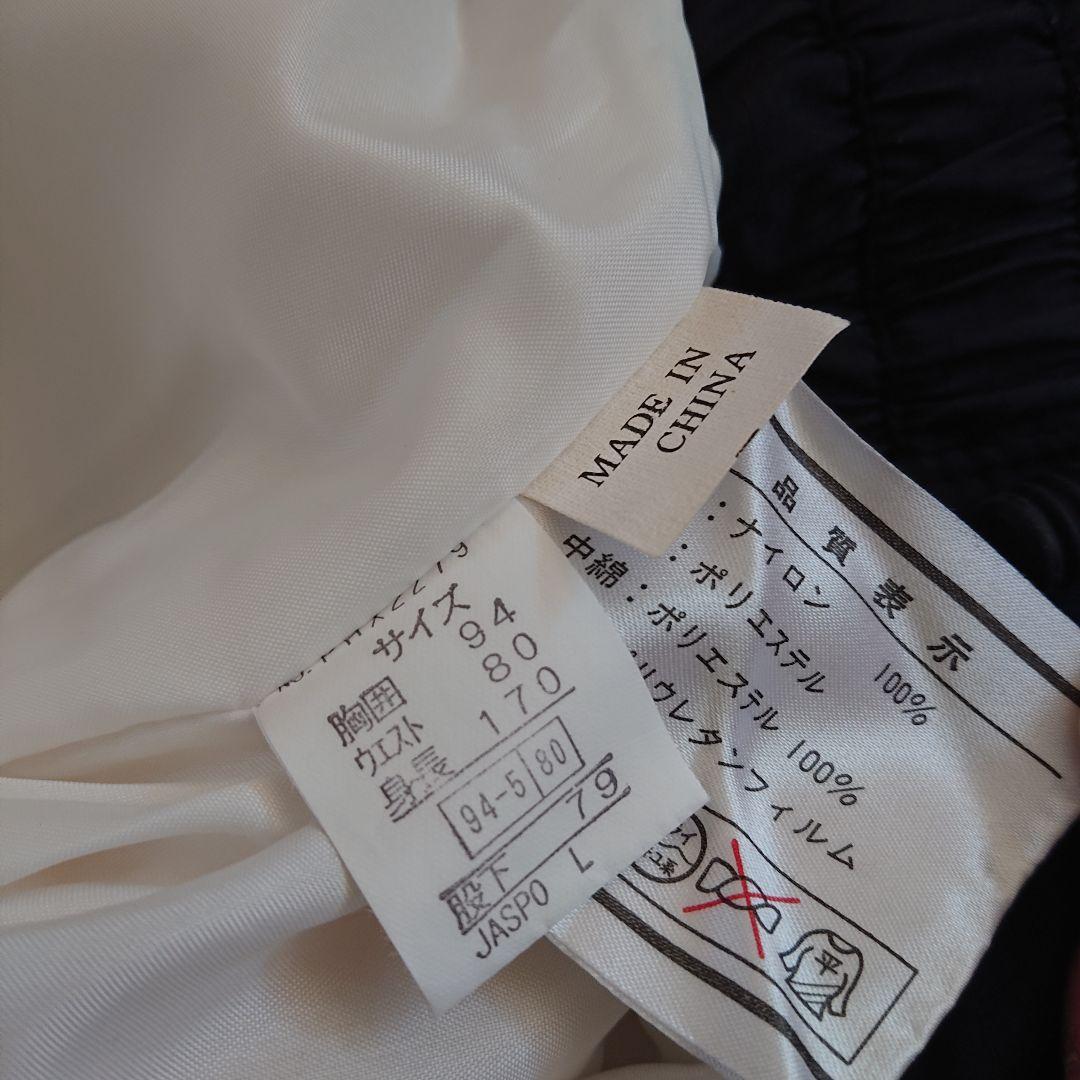 MADE IN
CHINA
サイズ
胸囲 94
ウエスト 80
身長 170
94-5 80
股下 79
JASPO L
品質表示
：ナイロン 100%
：ポリエステル 100%
中綿：ポリエステル
リウレタンフィルム
平